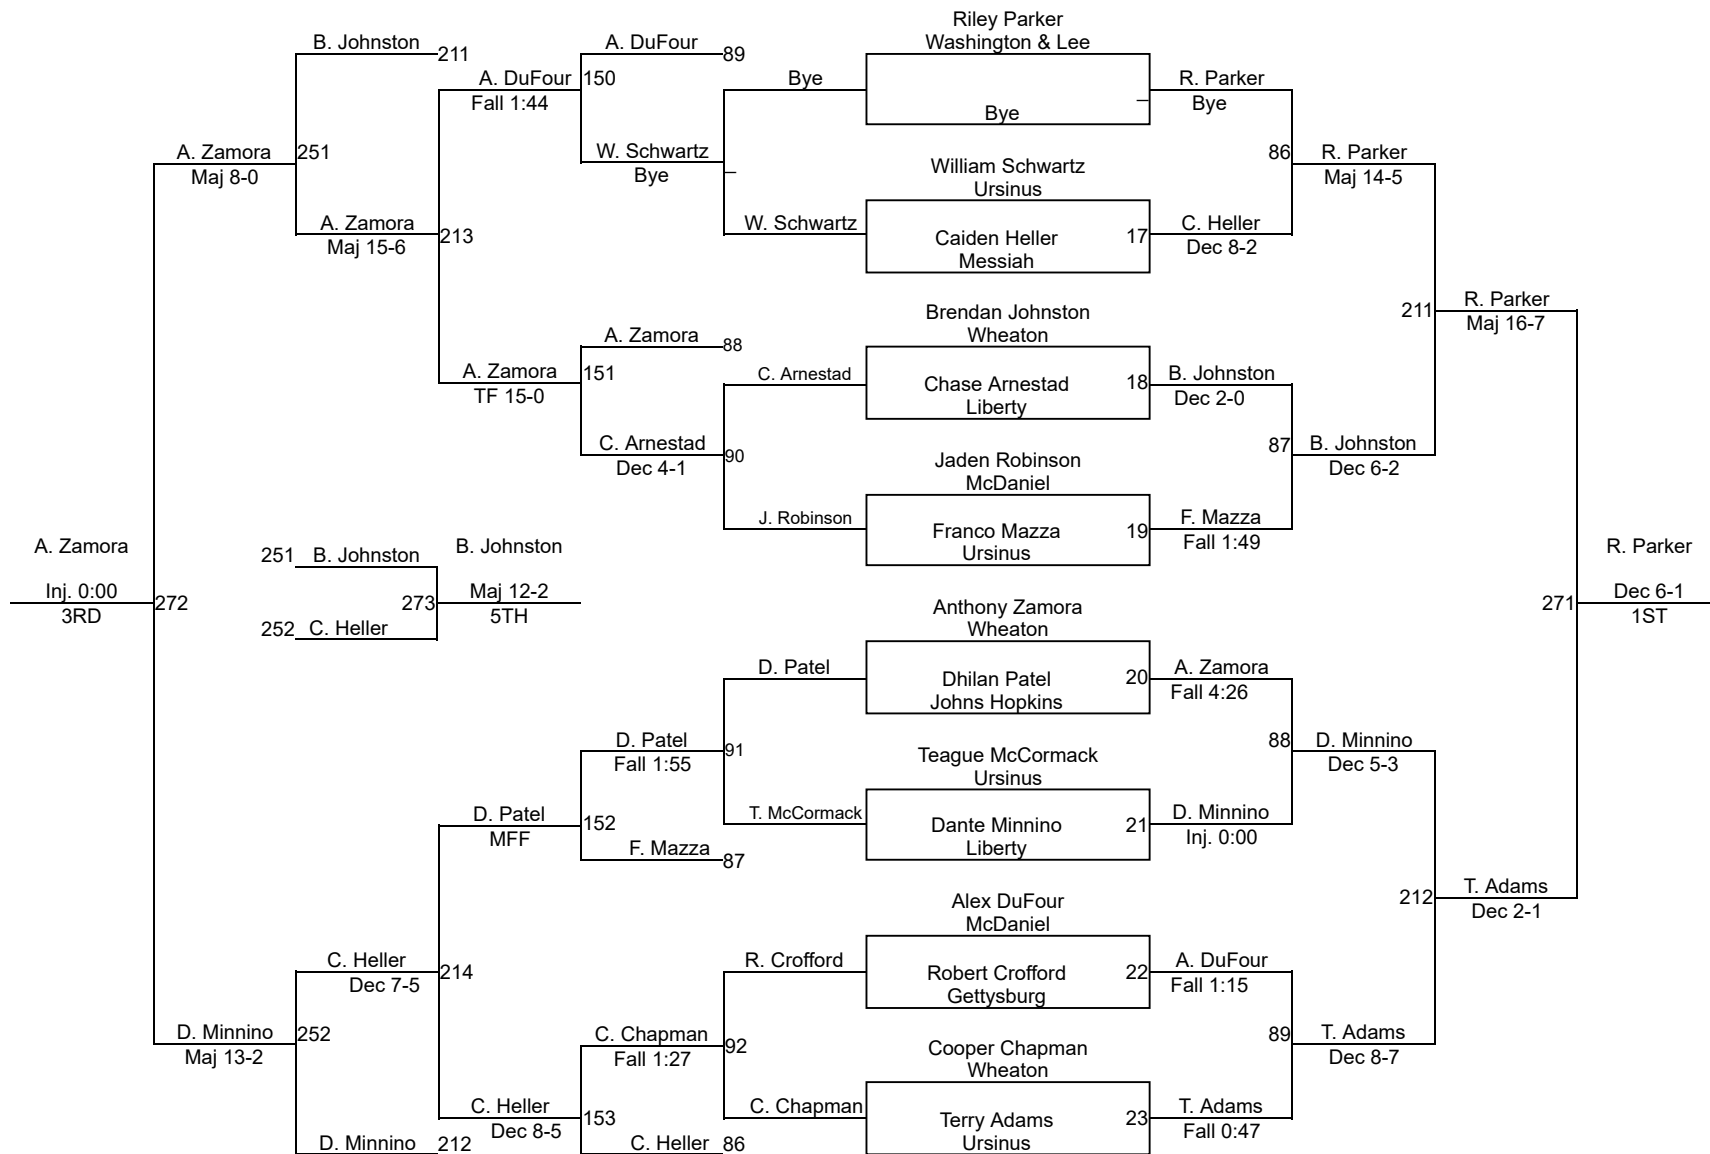 Riley Parker
B. Johnston
211
A. DuFour
89
Washington & Lee
A. DuFour
150
Bye
R. Parker
Fall 1:44
_
Bye
Bye
W. Schwartz
Bye
_
A. Zamora
251
Maj 8-0
86
R. Parker
Maj 14-5
William Schwartz
Ursinus
A. Zamora
213
Maj 15-6
W. Schwartz
Caiden Heller
17
Messiah
C. Heller
Dec 8-2
Brendan Johnston
Wheaton
211
R. Parker
Maj 16-7
A. Zamora
88
A. Zamora
151
TF 15-0
C. Arnestad
Chase Arnestad
18
Liberty
B. Johnston
Dec 2-0
C. Arnestad
90
Dec 4-1
87
B. Johnston
Dec 6-2
Jaden Robinson
McDaniel
J. Robinson
Franco Mazza
19
Ursinus
F. Mazza
Fall 1:49
A. Zamora
Inj. 0:00
272
3RD
251
B. Johnston
B. Johnston
273
Maj 12-2
5TH
252
C. Heller
R. Parker
271
Dec 6-1
1ST
Anthony Zamora
Wheaton
D. Patel
Dhilan Patel
20
Johns Hopkins
A. Zamora
Fall 4:26
D. Patel
91
Fall 1:55
88
D. Minnino
Dec 5-3
Teague McCormack
Ursinus
D. Patel
152
MFF
T. McCormack
Dante Minnino
21
Liberty
D. Minnino
Inj. 0:00
F. Mazza
87
212
T. Adams
Dec 2-1
Alex DuFour
McDaniel
C. Heller
214
Dec 7-5
R. Crofford
Robert Crofford
22
Gettysburg
A. DuFour
Fall 1:15
D. Minnino
252
Maj 13-2
C. Chapman
92
Fall 1:27
89
T. Adams
Dec 8-7
Cooper Chapman
Wheaton
C. Heller
153
Dec 8-5
C. Chapman
Terry Adams
23
Ursinus
T. Adams
Fall 0:47
D. Minnino
212
C. Heller
86